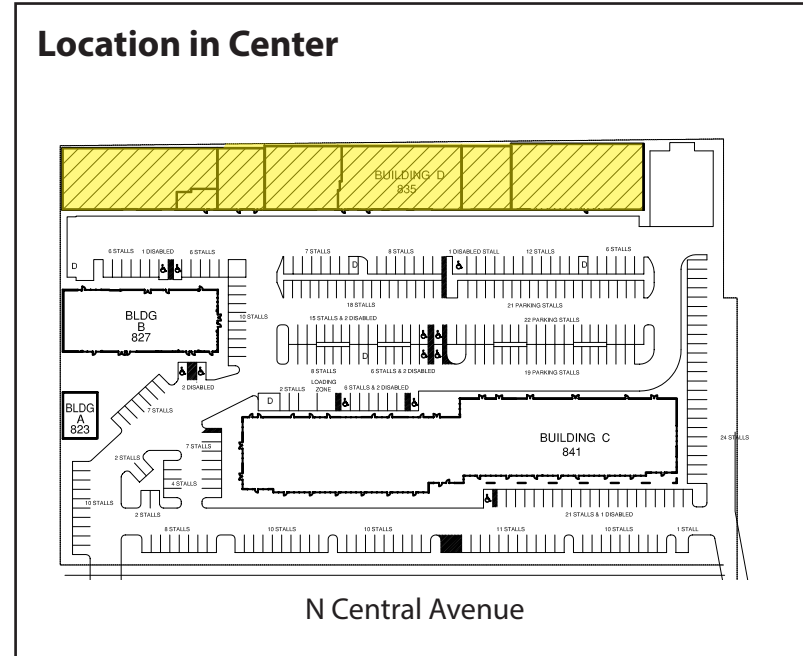 Location in Center
BUILDING D
835
6 STALLS
1 DISABLED
6 STALLS
7 STALLS
8 STALLS
1 DISABLED STALL
12 STALLS
6 STALLS
D
D
D
18 STALLS
21 PARKING STALLS
BLDG
B
827
10 STALLS
15 STALLS & 2 DISABLED
22 PARKING STALLS
D
8 STALLS
6 STALLS & 2 DISABLED
19 PARKING STALLS
2 DISABLED
2 STALLS
LOADING
ZONE
6 STALLS & 2 DISABLED
D
BLDG
A
823
7 STALLS
7 STALLS
BUILDING C
841
24 STALLS
2 STALLS
4 STALLS
10 STALLS
2 STALLS
21 STALLS & 1 DISABLED
8 STALLS
10 STALLS
10 STALLS
11 STALLS
10 STALLS
1 STALL
N Central Avenue